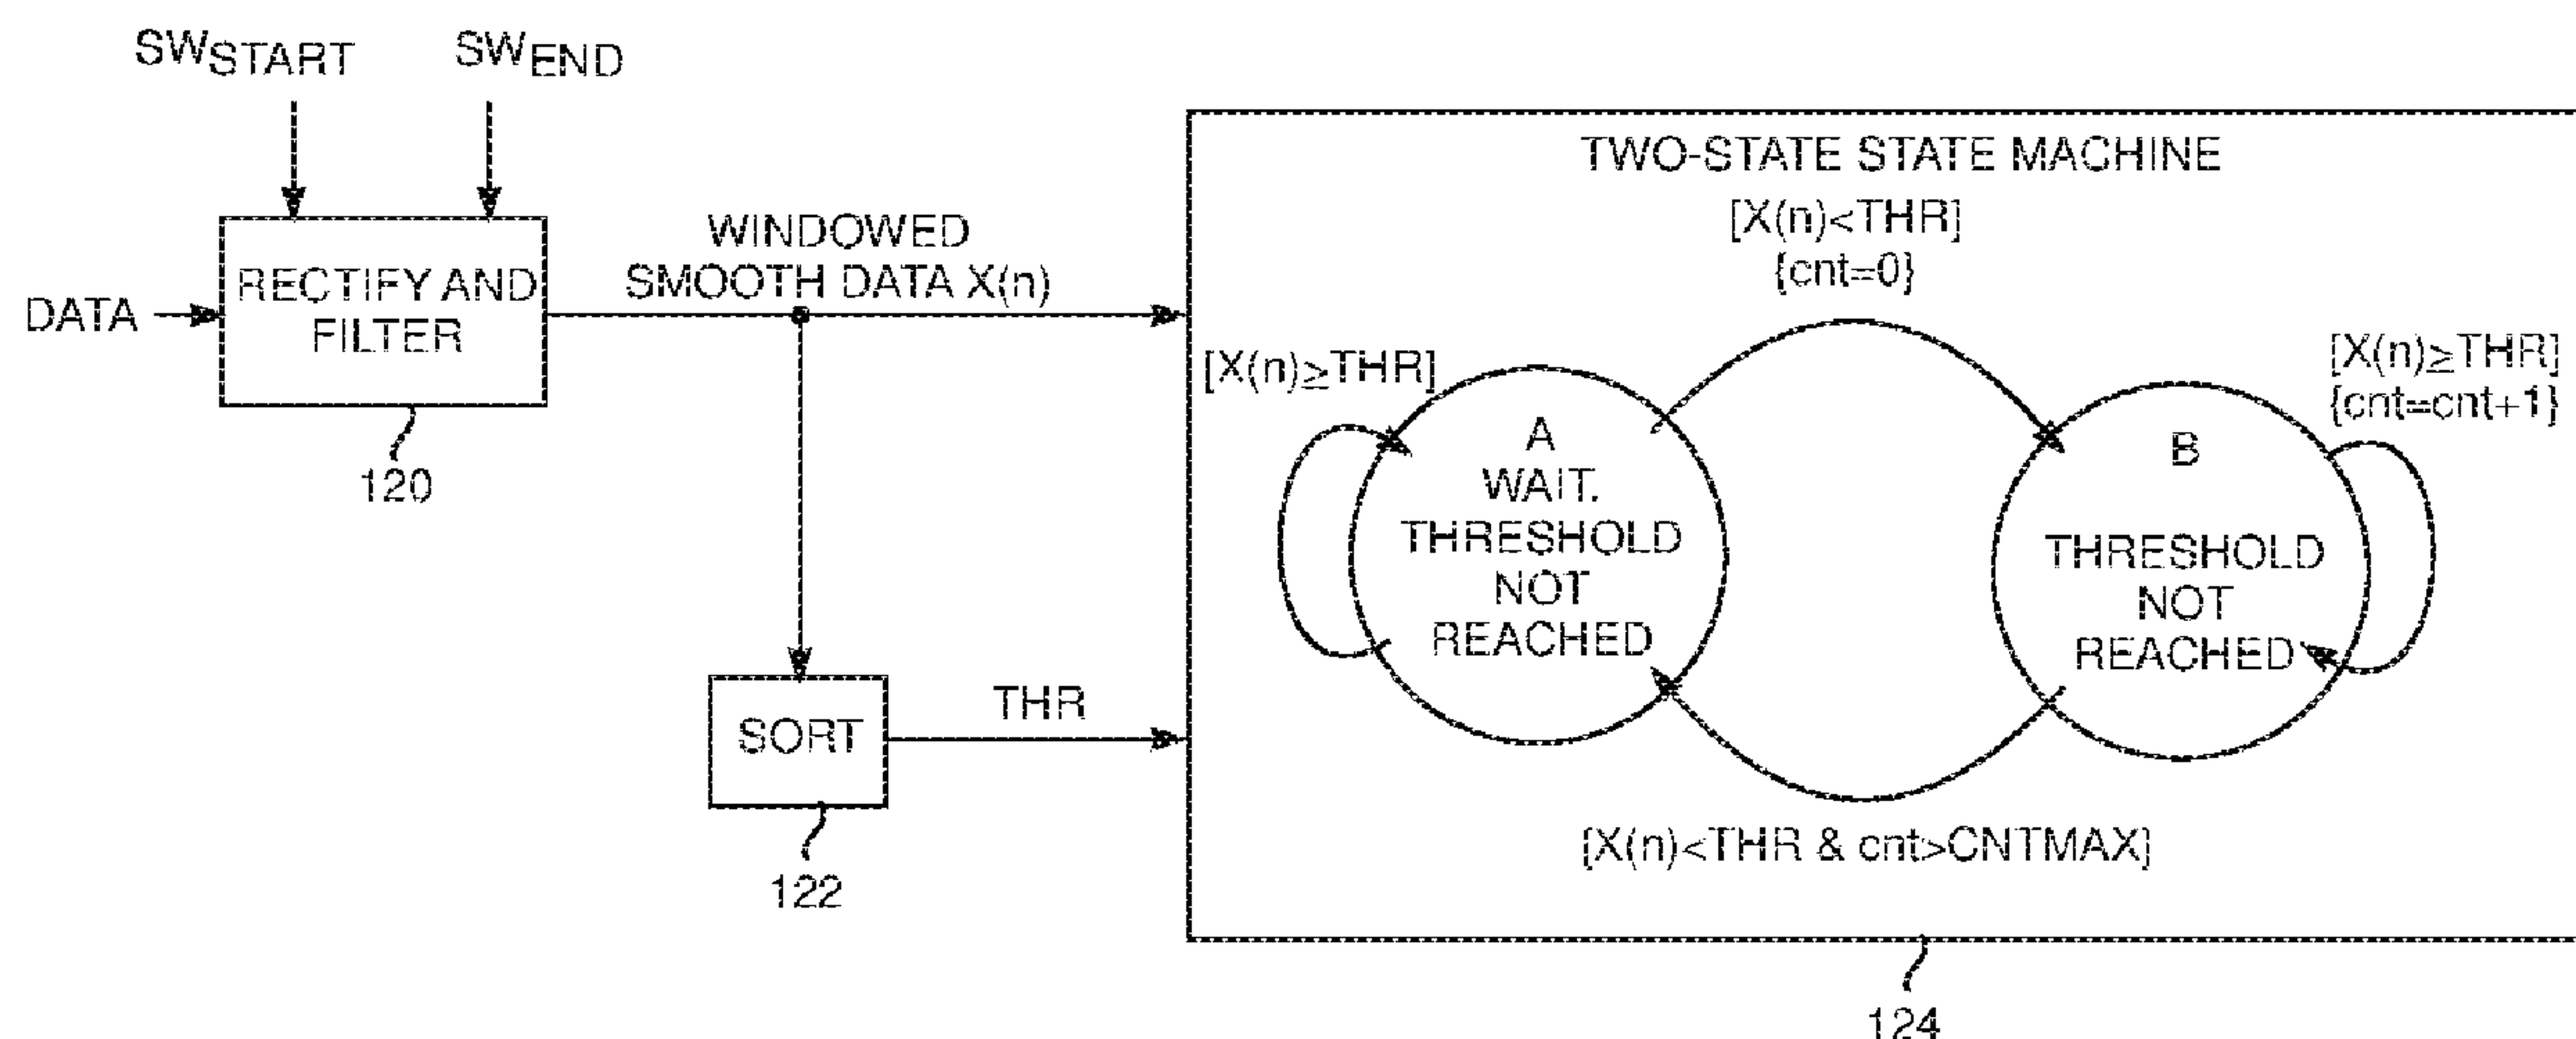 SWSTART
SWEND
DATA
RECTIFY AND
FILTER
120
WINDOWED
SMOOTH DATA X(n)
SORT
122
THR
TWO-STATE STATE MACHINE
[X(n)<THR]
{cnt=0}
[X(n)≥THR]
A
WAIT.
THRESHOLD
NOT
REACHED
[X(n)≥THR]
{cnt=cnt+1}
B
THRESHOLD
NOT
REACHED
[X(n)<THR & cnt>CNTMAX]
124